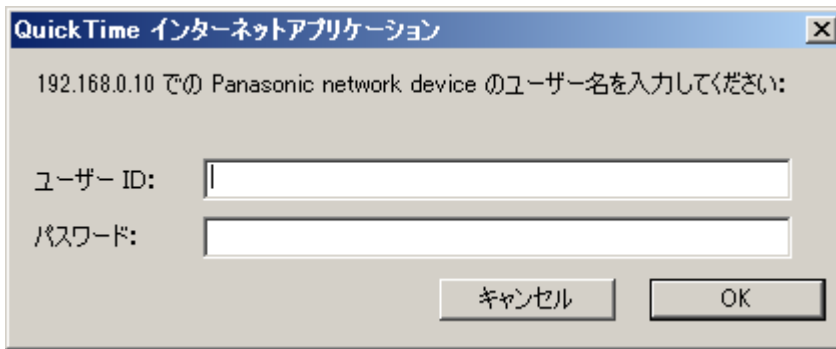 QuickTime インターネットアプリケーション
192.168.0.10 での Panasonic network device のユーザー名を入力してください:
ユーザー ID:
パスワード:
キャンセル OK